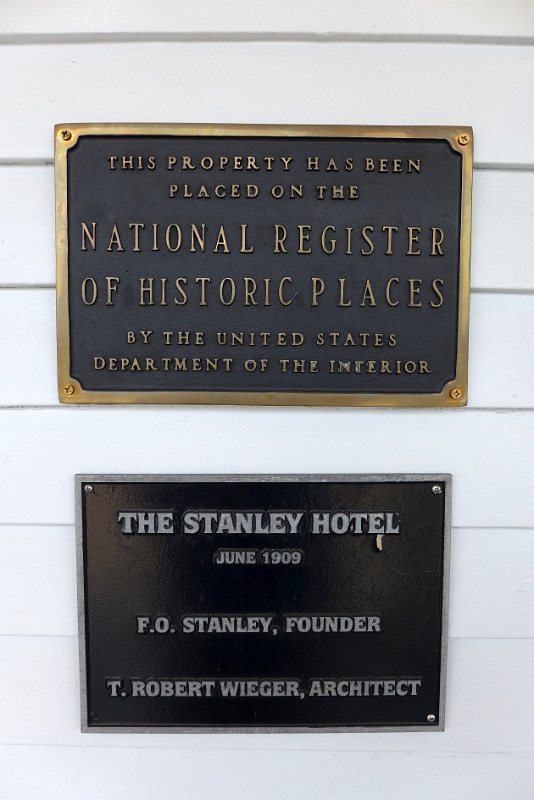 THIS PROPERTY HAS BEEN
PLACED ON THE
NATIONAL REGISTER
OF HISTORIC PLACES
BY THE UNITED STATES
DEPARTMENT OF THE INTERIOR
THE STANLEY HOTEL
JUNE 1909
F.O. STANLEY, FOUNDER
T. ROBERT WIEGER, ARCHITECT